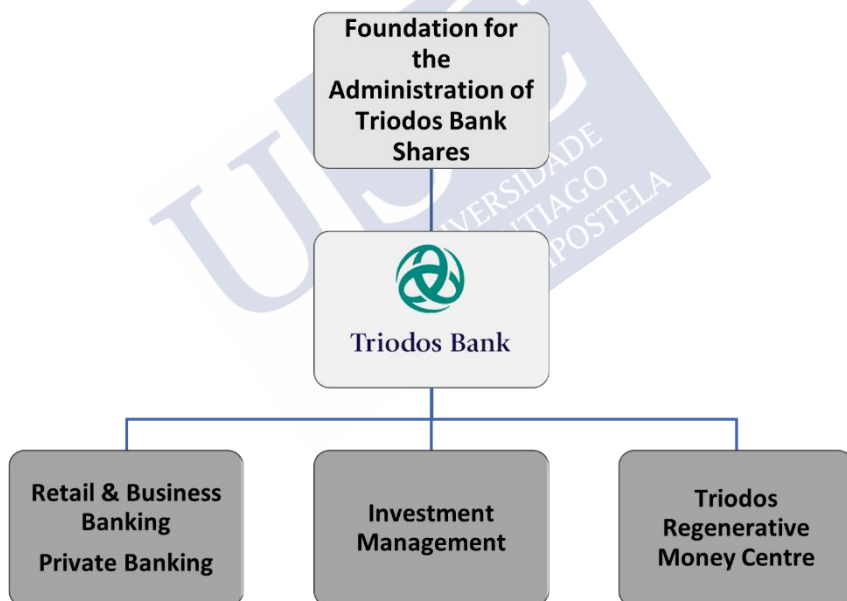 Foundation for
the
Administration of
Triodos Bank
Shares
Triodos Bank
Retail & Business
Banking
Private Banking
Investment
Management
Triodos
Regenerative
Money Centre